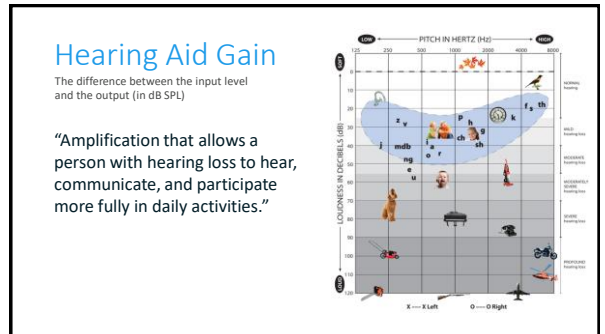 Hearing Aid Gain
The difference between the input level
and the output (in dB SPL)
“Amplification that allows a
person with hearing loss to hear,
communicate, and participate
more fully in daily activities.”
LOW PITCH IN HERTZ (Hz) HIGH
125 250 500 1000 2000 4000 8000
SOFT
LOUDNESS IN DECIBELS (dB)
LOUD
0
10
20
30
40
50
60
70
80
90
100
110
120
NORMAL
hearing
MILD
hearing loss
MODERATE
hearing loss
MODERATELY
SEVERE
hearing loss
SEVERE
hearing loss
PROFOUND
hearing loss
z v
j mdb
ng
e
u
i a
o r
p
h
g
ch
sh
k
f s th
X — X Left O — O Right